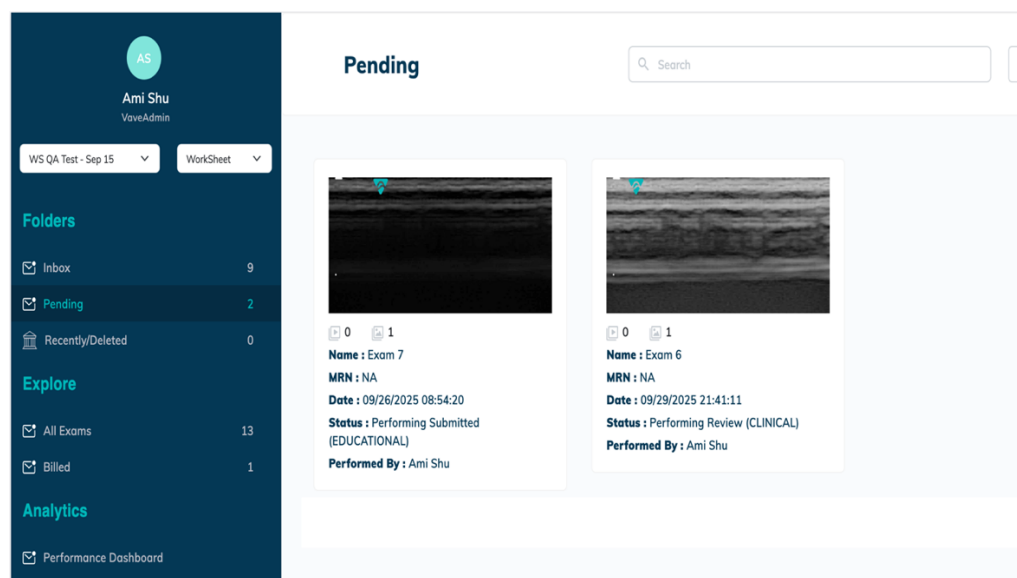 AS
Ami Shu
VaveAdmin
WS QA Test - Sep 15
WorkSheet
Folders
Inbox 9
Pending 2
Recently/Deleted 0
Explore
All Exams 13
Billed 1
Analytics
Performance Dashboard
Pending
Search
0 1
Name : Exam 7
MRN : NA
Date : 09/26/2025 08:54:20
Status : Performing Submitted
(EDUCATIONAL)
Performed By : Ami Shu
0 1
Name : Exam 6
MRN : NA
Date : 09/29/2025 21:41:11
Status : Performing Review (CLINICAL)
Performed By : Ami Shu